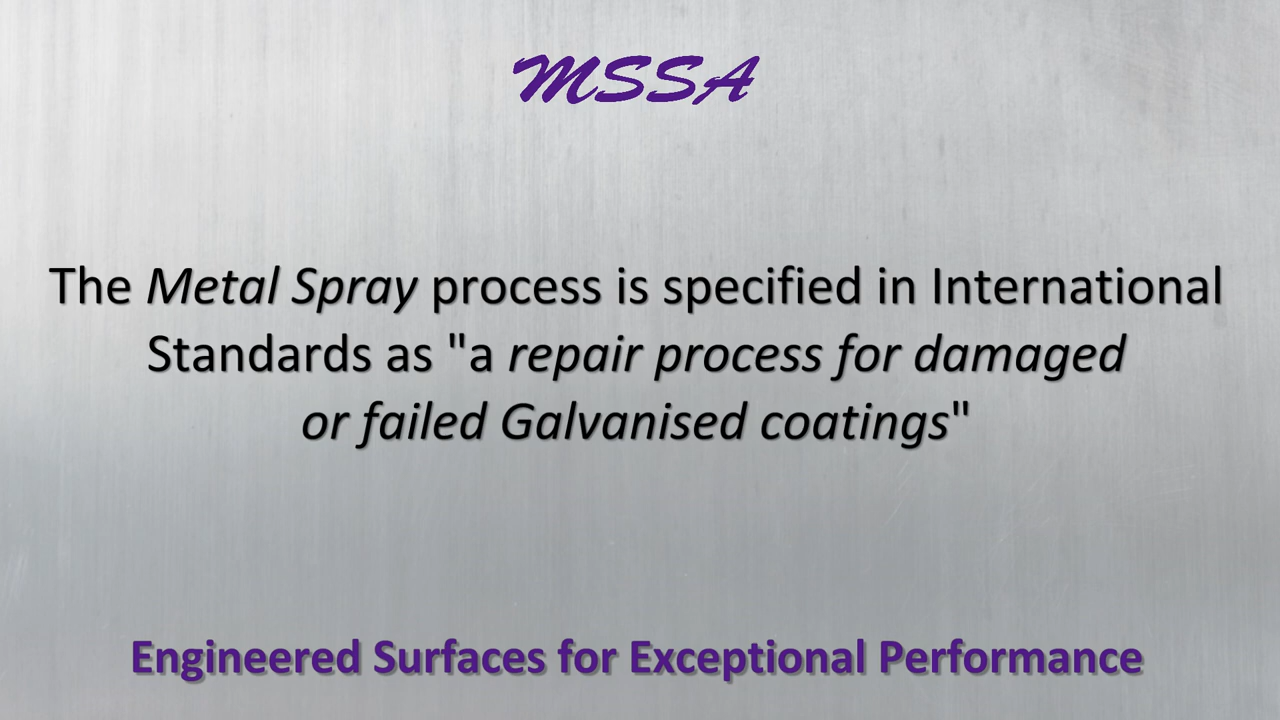 MSSA
The Metal Spray process is specified in International
Standards as "a repair process for damaged
or failed Galvanised coatings"
Engineered Surfaces for Exceptional Performance